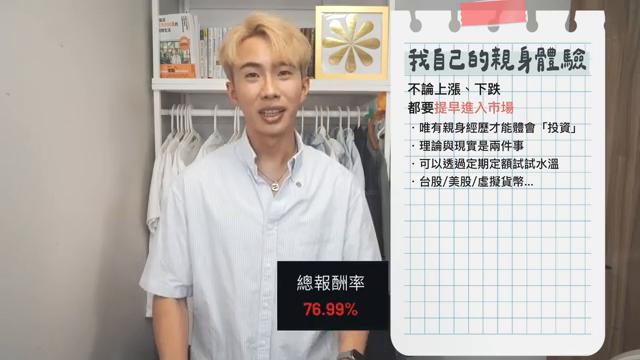 我自己的親身體驗
不論上漲、下跌
都要提早進入市場
· 唯有親身經歷才能體會「投資」
· 理論與現實是兩件事
· 可以透過定期定額試試水溫
· 台股/美股/虛擬貨幣...
總報酬率
76.99%